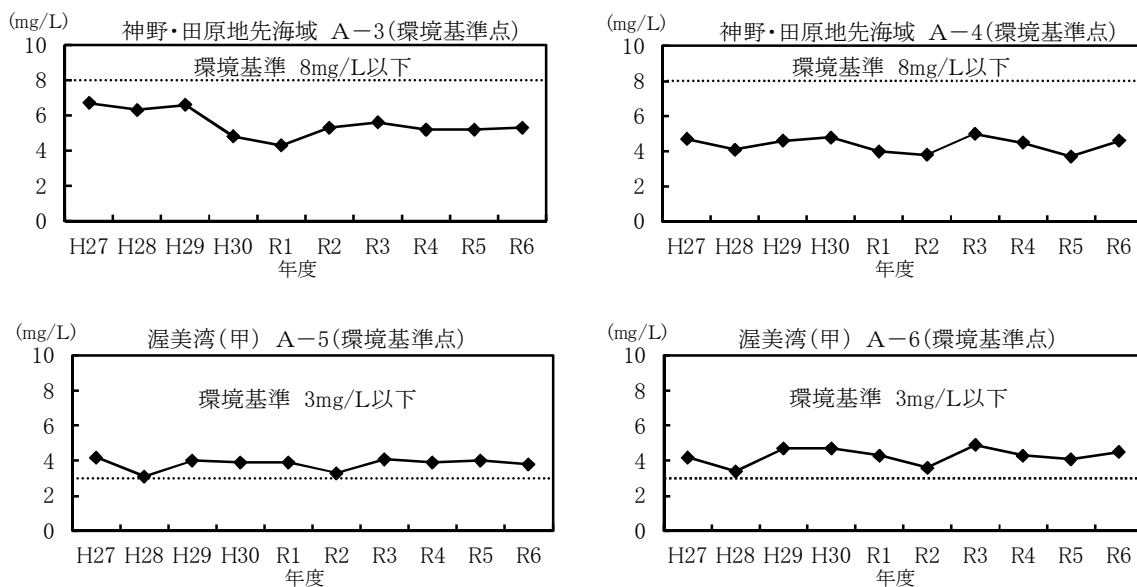 (mg/L)
神野・田原地先海域 A－3(環境基準点)
環境基準 8mg/L以下
10
8
6
4
2
0
H27 H28 H29 H30 R1 R2 R3 R4 R5 R6
年度
(mg/L)
神野・田原地先海域 A－4(環境基準点)
環境基準 8mg/L以下
10
8
6
4
2
0
H27 H28 H29 H30 R1 R2 R3 R4 R5 R6
年度
(mg/L)
渥美湾(甲) A－5(環境基準点)
環境基準 3mg/L以下
10
8
6
4
2
0
H27 H28 H29 H30 R1 R2 R3 R4 R5 R6
年度
(mg/L)
渥美湾(甲) A－6(環境基準点)
環境基準 3mg/L以下
10
8
6
4
2
0
H27 H28 H29 H30 R1 R2 R3 R4 R5 R6
年度